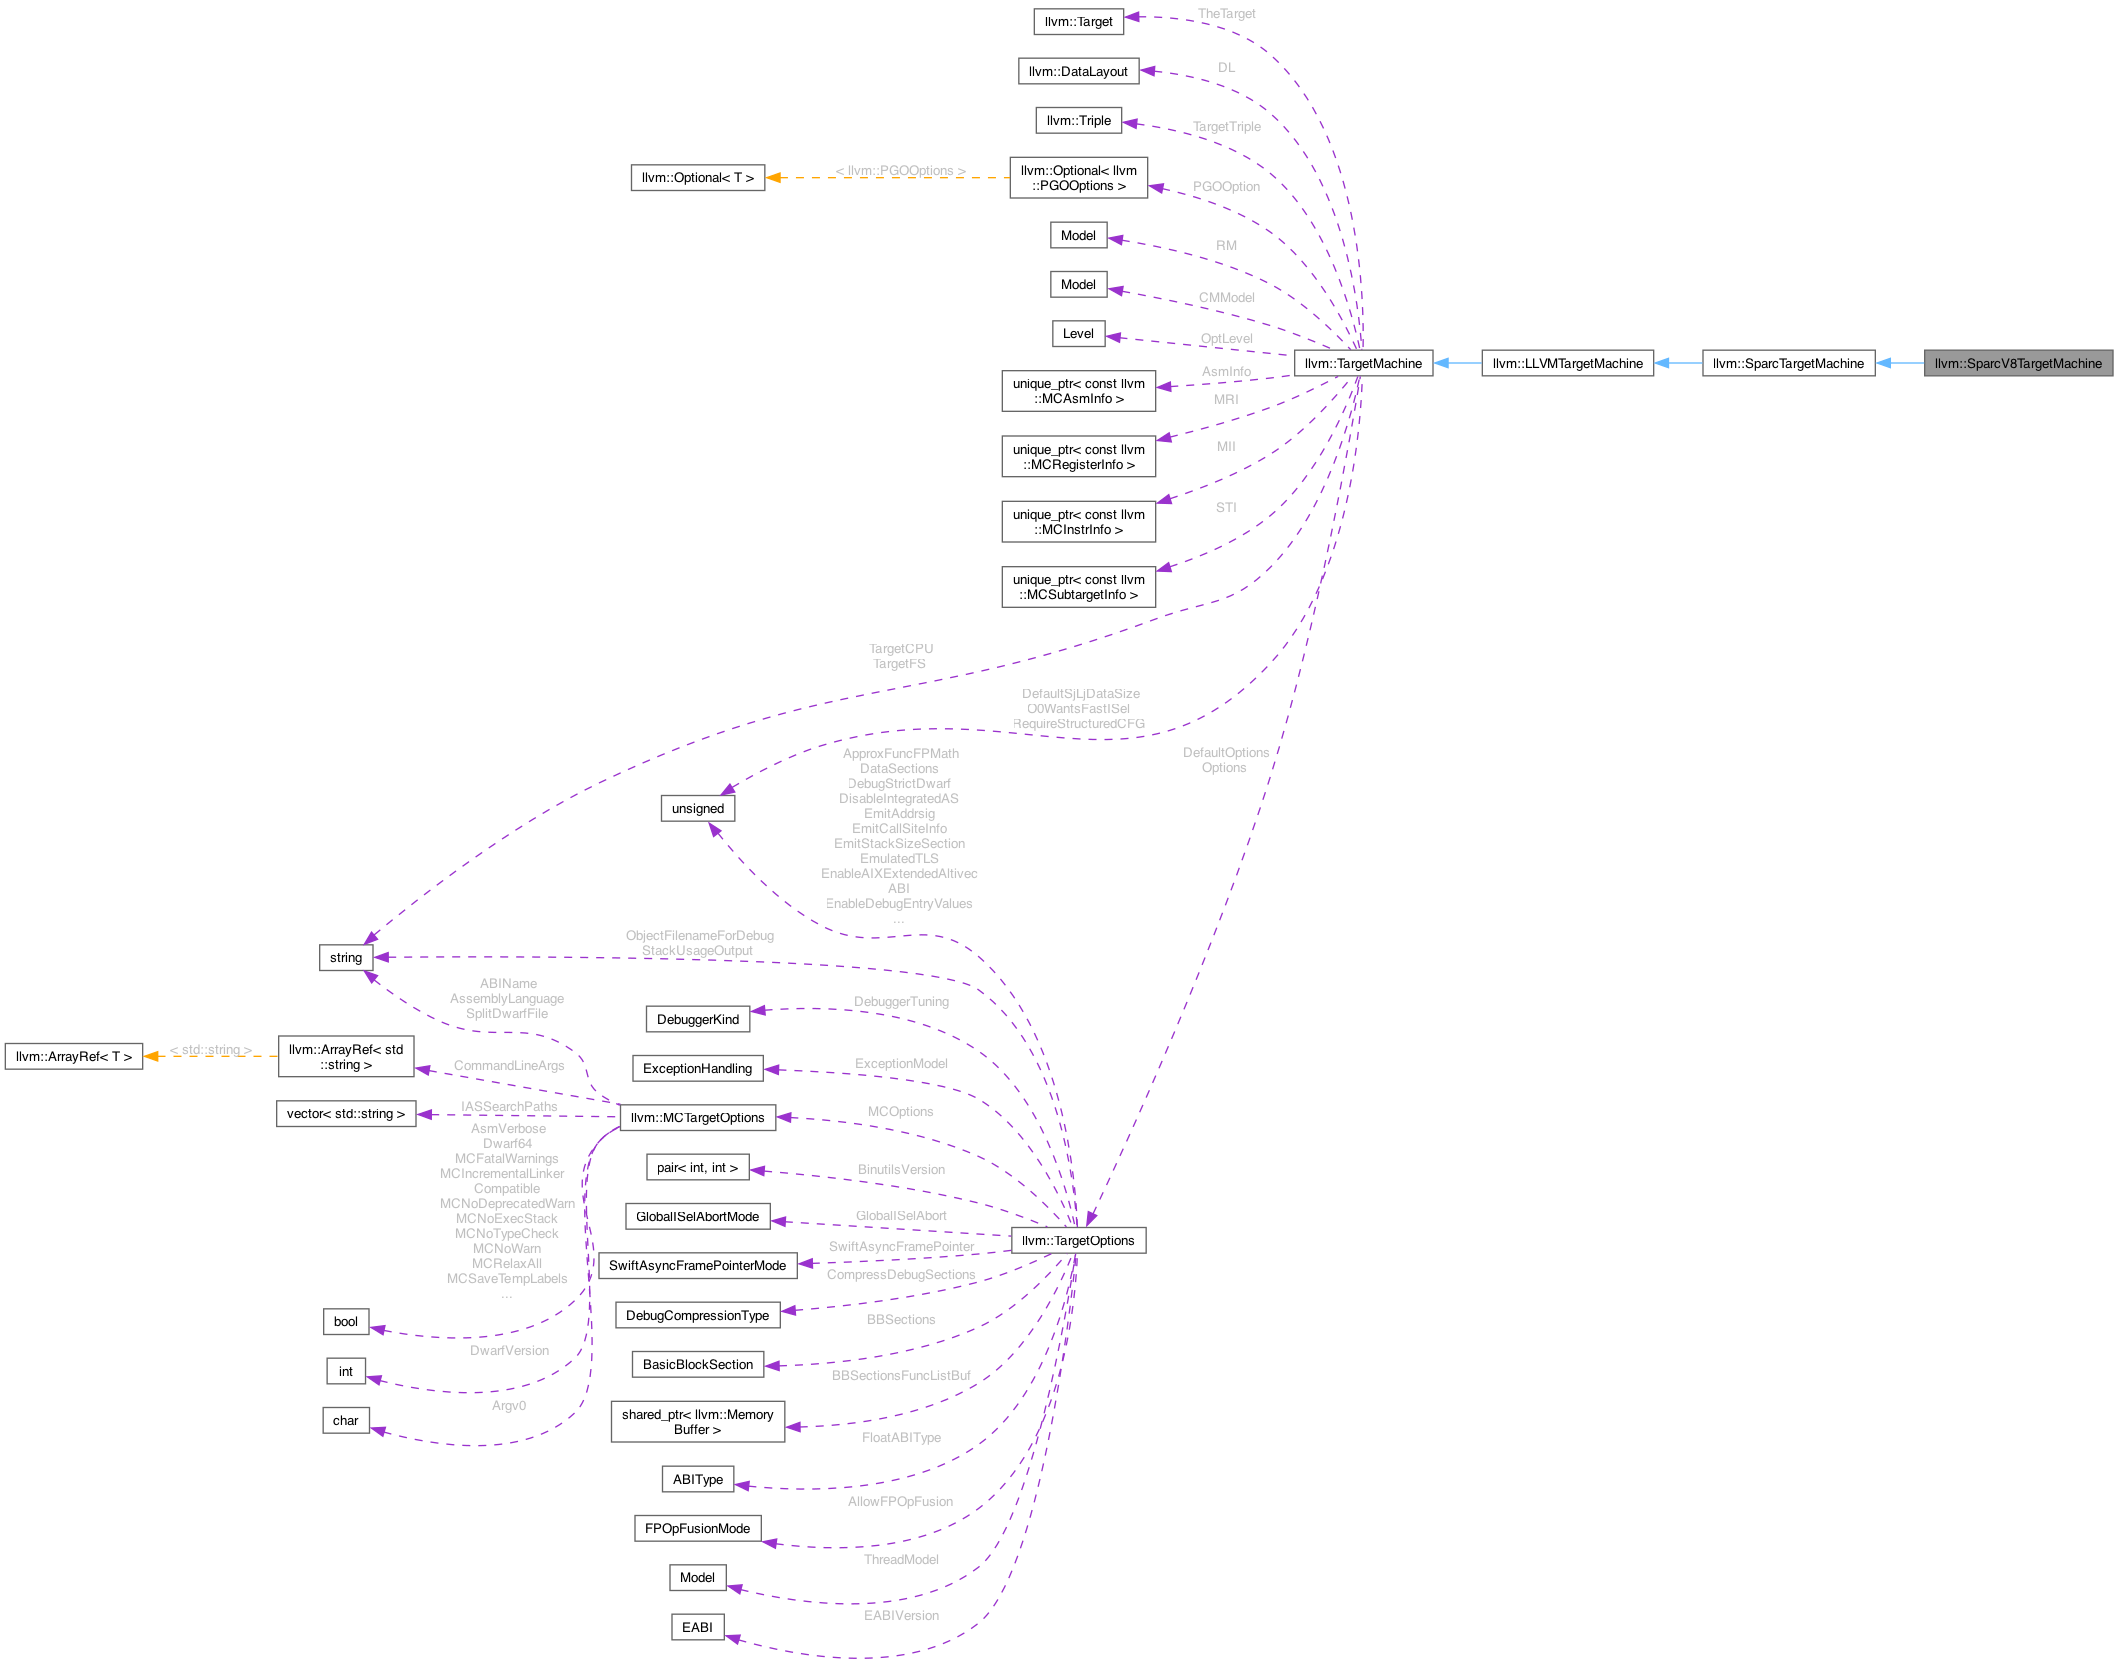 llvm::Target
TheTarget
llvm::DataLayout
DL
llvm::Triple
TargetTriple
llvm::Optional< T >
< llvm::PGOOptions >
llvm::Optional< llvm
::PGOOptions >
PGOOption
Model
RM
Model
CMModel
Level
OptLevel
llvm::TargetMachine
llvm::LLVMTargetMachine
llvm::SparcTargetMachine
llvm::SparcV8TargetMachine
unique_ptr< const llvm
::MCAsmInfo >
AsmInfo
unique_ptr< const llvm
::MCRegisterInfo >
MRI
unique_ptr< const llvm
::MCInstrInfo >
MII
unique_ptr< const llvm
::MCSubtargetInfo >
STI
TargetCPU
TargetFS
DefaultSjLjDataSize
O0WantsFastISel
RequireStructuredCFG
DefaultOptions
Options
unsigned
ApproxFuncFPMath
DataSections
DebugStrictDwarf
DisableIntegratedAS
EmitAddrsig
EmitCallSiteInfo
EmitStackSizeSection
EmulatedTLS
EnableAIXExtendedAltivec
ABI
EnableDebugEntryValues
...
string
ObjectFilenameForDebug
StackUsageOutput
ABIName
AssemblyLanguage
SplitDwarfFile
DebuggerKind
DebuggerTuning
llvm::ArrayRef< T >
< std::string >
llvm::ArrayRef< std
::string >
CommandLineArgs
ExceptionHandling
ExceptionModel
vector< std::string >
IASSearchPaths
llvm::MCTargetOptions
MCOptions
AsmVerbose
Dwarf64
MCFatalWarnings
MCIncrementalLinker
Compatible
MCNoDeprecatedWarn
MCNoExecStack
MCNoTypeCheck
MCNoWarn
MCRelaxAll
MCSaveTempLabels
...
pair< int, int >
BinutilsVersion
GlobalISelAbortMode
GlobalISelAbort
llvm::TargetOptions
SwiftAsyncFramePointerMode
SwiftAsyncFramePointer
DebugCompressionType
CompressDebugSections
bool
BasicBlockSection
BBSections
int
DwarfVersion
char
Argv0
shared_ptr< llvm::Memory
Buffer >
BBSectionsFuncListBuf
ABIType
FloatABIType
FPOpFusionMode
AllowFPOpFusion
Model
ThreadModel
EABI
EABIVersion